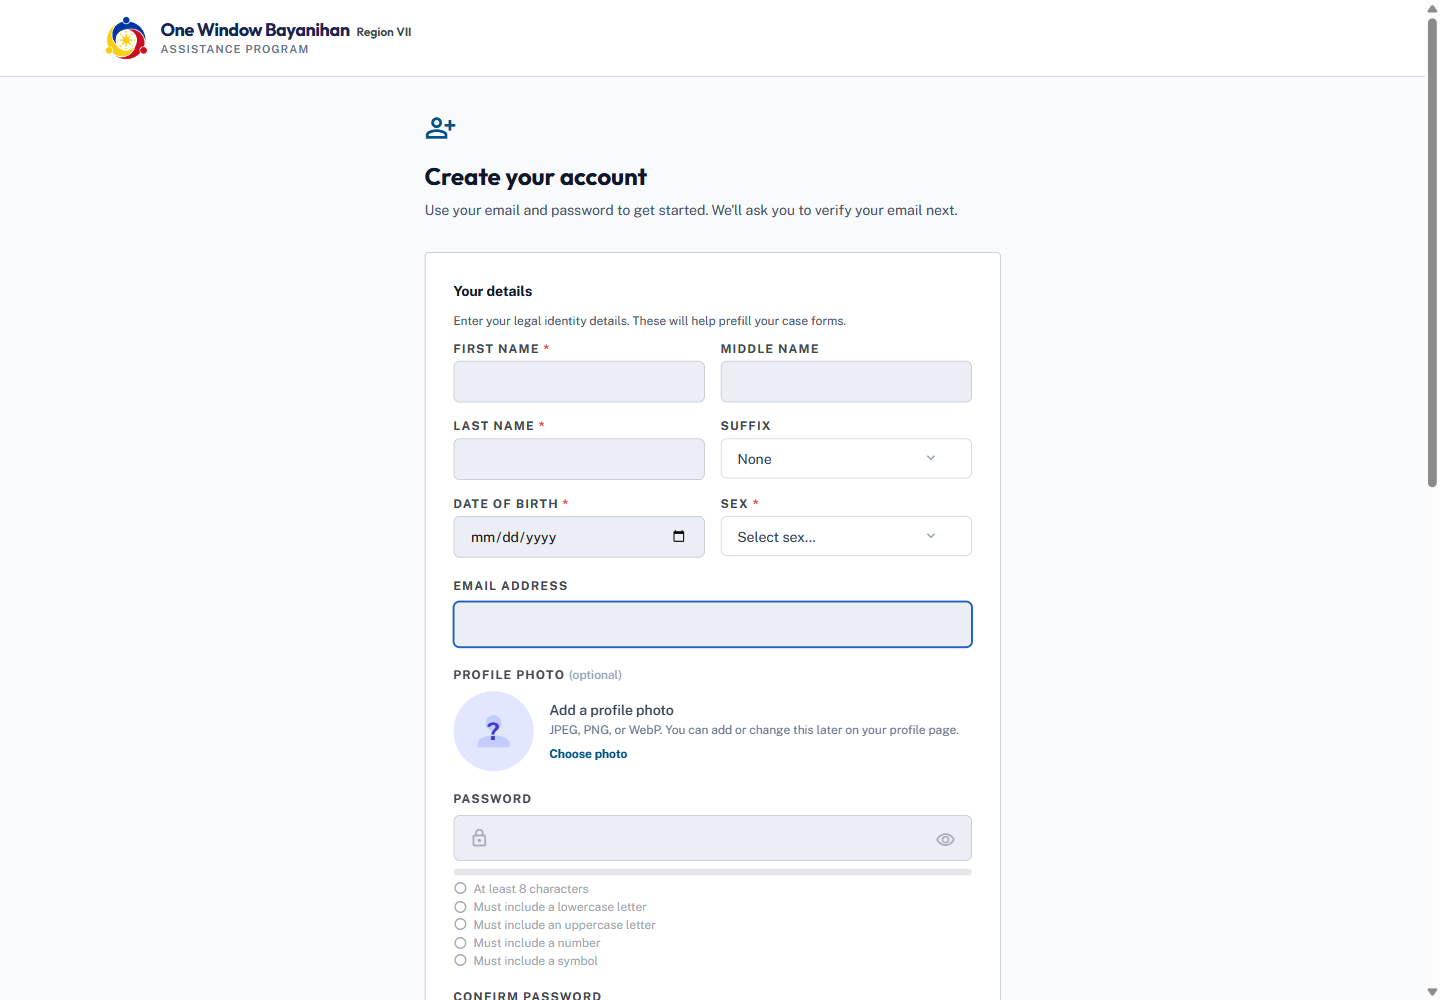 One Window Bayanihan Region VII
ASSISTANCE PROGRAM
Create your account
Use your email and password to get started. We'll ask you to verify your email next.
Your details
Enter your legal identity details. These will help prefill your case forms.
FIRST NAME * MIDDLE NAME
LAST NAME * SUFFIX
None
DATE OF BIRTH * SEX *
mm/dd/yyyy Select sex...
EMAIL ADDRESS
PROFILE PHOTO (optional)
?
Add a profile photo
JPEG, PNG, or WebP. You can add or change this later on your profile page.
Choose photo
PASSWORD
At least 8 characters
Must include a lowercase letter
Must include an uppercase letter
Must include a number
Must include a symbol
CONFIRM PASSWORD